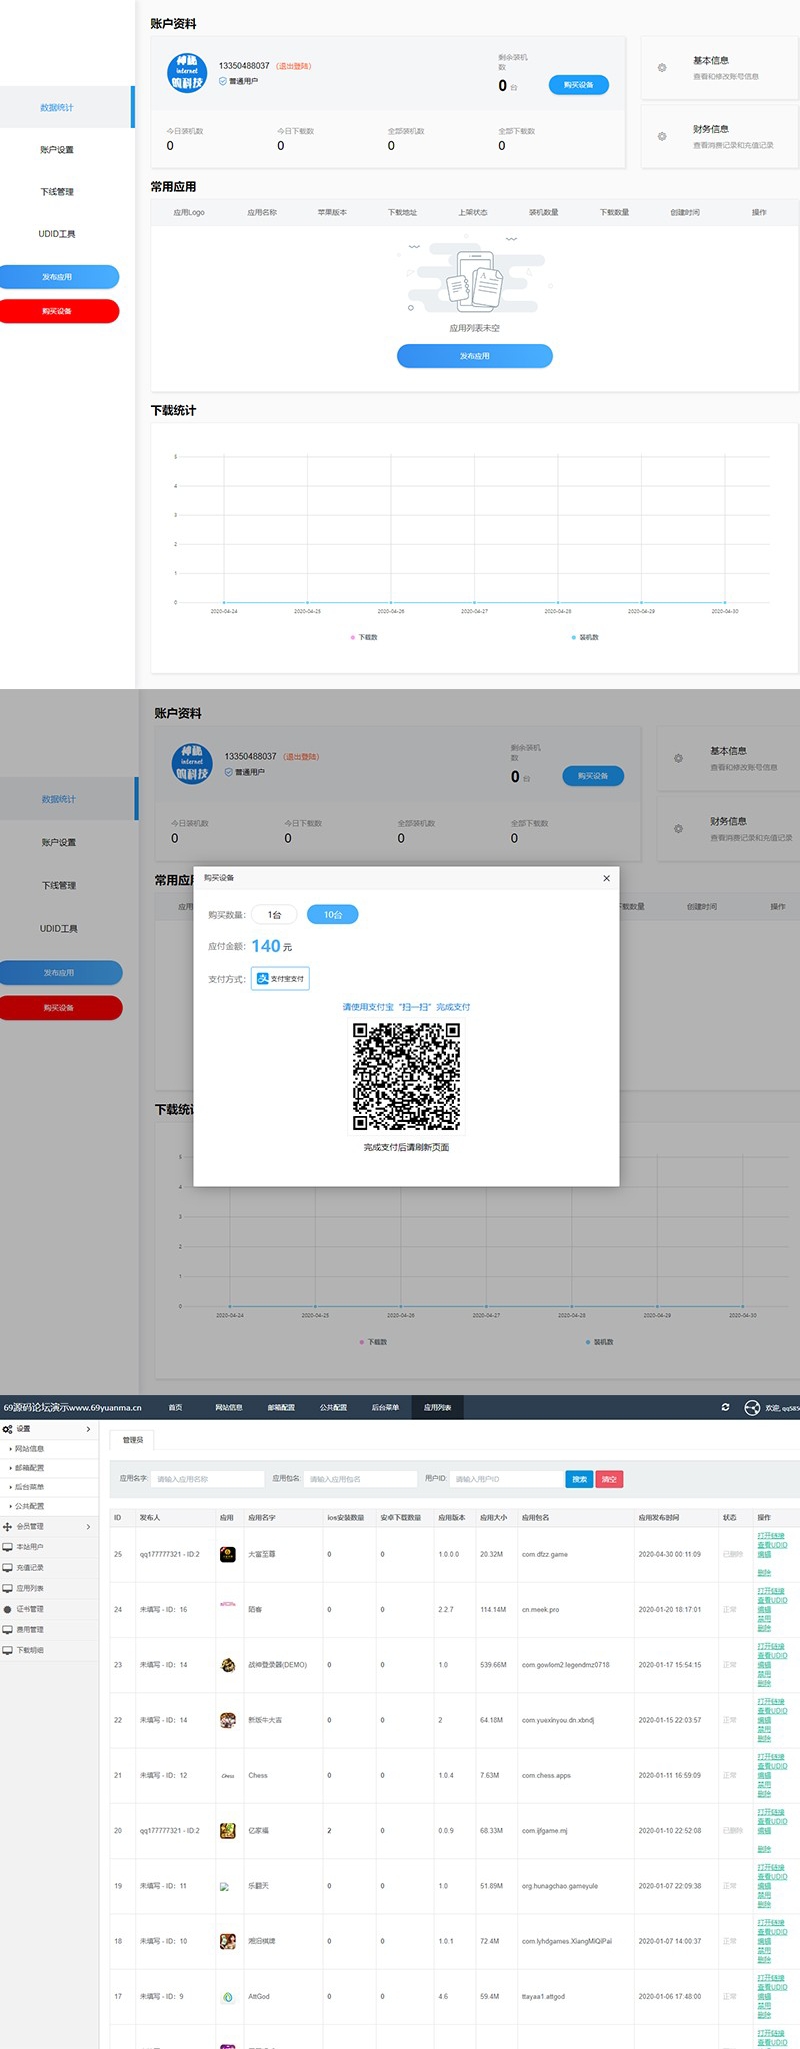 账户资料
神秘
internet
蚂科技
13350488037 (退出登陆)
普通用户
剩余装机
数
0 台
购买设备
今日装机数
今日下载数
全部装机数
全部下载数
0
0
0
0
基本信息
查看和修改账号信息
财务信息
查看消费记录和充值记录
数据统计
账户设置
下线管理
UDID工具
发布应用
购买设备
常用应用
应用Logo 应用名称 苹果版本 下载地址 上架状态 装机数量 下载数量 创建时间 操作
应用列表未空
发布应用
下载统计
5
4
3
2
1
0
2020-04-24 2020-04-25 2020-04-26 2020-04-27 2020-04-28 2020-04-29 2020-04-30
下载数 装机数
账户资料
神秘
internet
蚂科技
13350488037 (退出登陆)
普通用户
剩余装机
数
0 台
购买设备
今日装机数 今日下载数 全部装机数 全部下载数
0 0 0 0
基本信息
查看和修改账号信息
财务信息
查看消费记录和充值记录
数据统计
账户设置
下线管理
UDID工具
发布应用
购买设备
常用应
应用
下载数量 创建时间 操作
购买设备
购买数量: 1台 10台
应付金额: 140 元
支付方式: 支付宝支付
请使用支付宝“扫一扫”完成支付
完成支付后请刷新页面
下载统计
5
4
3
2
1
0
2020-04-24 2020-04-25 2020-04-26 2020-04-27 2020-04-28 2020-04-29 2020-04-30
下载数 装机数
69源码论坛演示www.69yuanma.cn 首页 网站信息 邮箱配置 公共配置 后台菜单 应用列表 欢迎, qq585
设置
网站信息
邮箱配置
后台菜单
公共配置
会员管理
本站用户
充值记录
应用列表
证书管理
费用管理
下载明细
管理员
应用名字: 请输入应用名称 应用包名: 请输入应用包名 用户ID: 请输入用户ID 搜索 清空
ID 发布人 应用 应用名字 ios安装数量 安卓下载数量 应用版本 应用大小 应用包名 应用发布时间 状态 操作
25 qq177777321 - ID:2 大富至尊 0 0 1.0.0.0 20.32M com.dfzz.game 2020-04-30 00:11:09 已删除
打开链接
查看UDID
编辑
删除
24 未填写 - ID: 16 陌客 0 0 2.2.7 114.14M cn.meek.pro 2020-01-20 18:17:01 正常
打开链接
查看UDID
编辑
禁用
删除
23 未填写 - ID: 14 战神登录器(DEMO) 0 0 1.0 539.66M com.gowlom2.legendmz0718 2020-01-17 15:54:15 正常
打开链接
查看UDID
编辑
禁用
删除
22 未填写 - ID: 14 新版牛大吉 0 0 2 64.18M com.yuexinyou.dn.xbndj 2020-01-15 22:03:57 正常
打开链接
查看UDID
编辑
禁用
删除
21 未填写 - ID: 12 Chess Chess 0 0 1.0.4 7.63M com.chess.apps 2020-01-11 16:59:09 正常
打开链接
查看UDID
编辑
禁用
删除
20 qq177777321 - ID:2 亿家福 2 0 0.0.9 68.33M com.ijfgame.mj 2020-01-10 22:52:08 已删除
打开链接
查看UDID
编辑
删除
19 未填写 - ID: 11 乐翻天 0 0 1.0 51.89M org.hunagchao.gameyule 2020-01-07 22:09:38 正常
打开链接
查看UDID
编辑
禁用
删除
18 未填写 - ID: 10 湘汨棋牌 0 0 1.0.1 72.4M com.lyhdgames.XiangMiQiPai 2020-01-07 14:00:37 正常
打开链接
查看UDID
编辑
禁用
删除
17 未填写 - ID: 9 AttGod 0 0 4.6 59.4M ttayaa1.attgod 2020-01-06 17:48:00 正常
打开链接
查看UDID
编辑
禁用
删除
打开链接
查看UDID
编辑